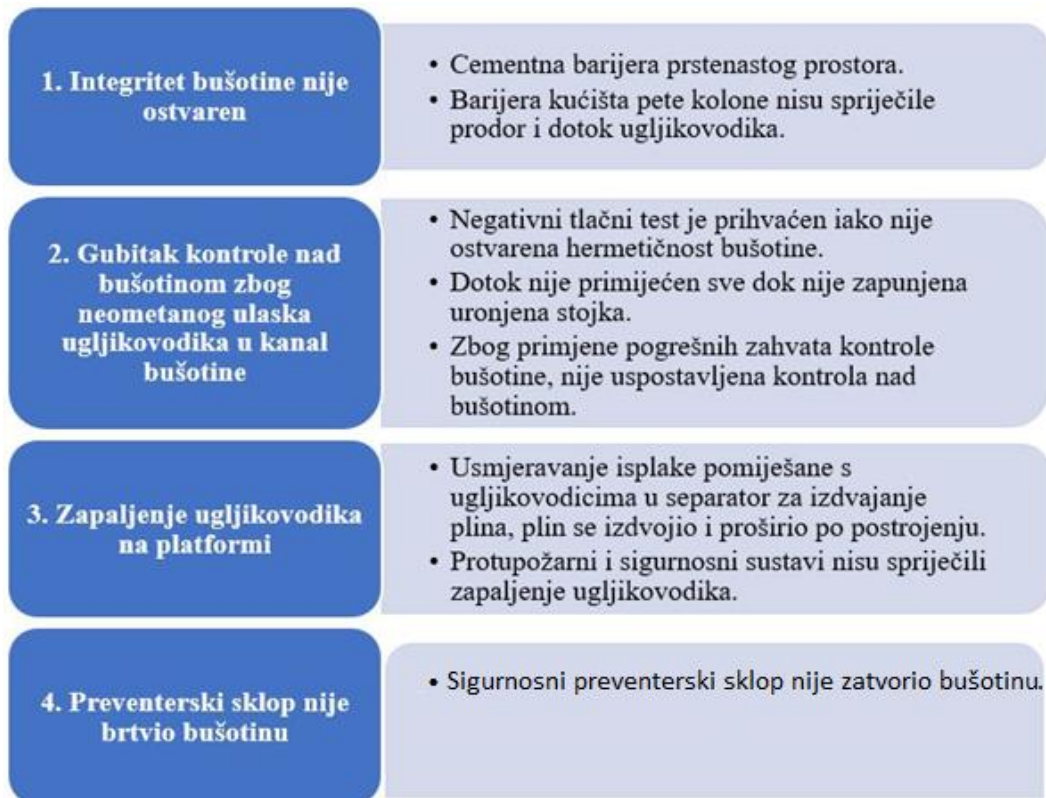 1. Integritet bušotine nije
ostvaren
• Cementna barijera prstenastog prostora.
• Barijera kućišta pete kolone nisu spriječile
prodor i dotok ugljikovodika.
2. Gubitak kontrole nad
bušotinom zbog
neometanog ulaska
ugljikovodika u kanal
bušotine
• Negativni tlačni test je prihvaćen iako nije
ostvarena hermetičnost bušotine.
• Dotok nije primijećen sve dok nije zapunjena
uronjena stojka.
• Zbog primjene pogrešnih zahvata kontrole
bušotine, nije uspostavljena kontrola nad
bušotinom.
3. Zapaljenje ugljikovodika
na platformi
• Usmjeravanje isplake pomiješane s
ugljikovodicima u separator za izdvajanje
plina, plin se izdvojio i proširio po postrojenju.
• Protupožarni i sigurnosni sustavi nisu spriječili
zapaljenje ugljikovodika.
4. Preventerski sklop nije
brtvio bušotinu
• Sigurnosni preventerski sklop nije zatvorio bušotinu.